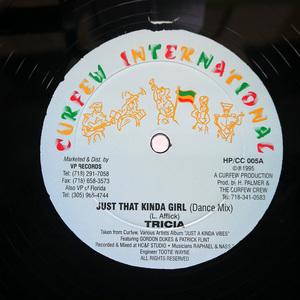 CURFEW INTERNATIONAL
Marketed & Dist. by
VP RECORDS
Tel: (718) 291-7058
Fax: (718) 658-3573
Also VP of Florida
Tel: (305) 966-4744
HP/CC 005A
℗©1995
A CURFEW PRODUCTION
Prod. by. H. PALMER &
THE CURFEW CREW
Tel: 718-341-0583
JUST THAT KINDA GIRL (Dance Mix)
(L. Afflick)
TRICIA
Taken from Curfew, Various Artists Album "JUST A KINDA VIBES"
Featuring GORDON DUKES & PATRICK FLINT
Recorded & Mixed at HC&F STUDIO • Musicians RAPHAEL & NASS
Engineer TOOTIE WAYNE
ALL RIGHTS RESERVED